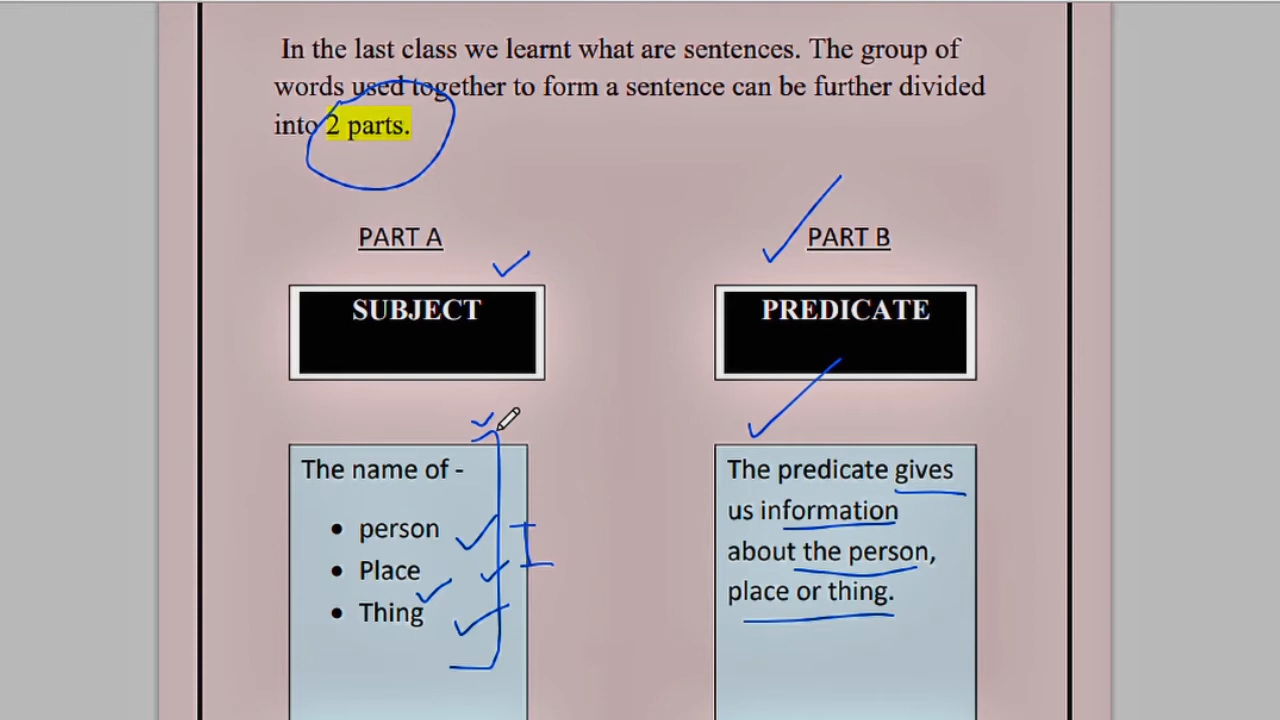 In the last class we learnt what are sentences. The group of
words used together to form a sentence can be further divided
into 2 parts.
PART A
PART B
SUBJECT
PREDICATE
The name of -
• person
• Place
• Thing
I
The predicate gives
us information
about the person,
place or thing.